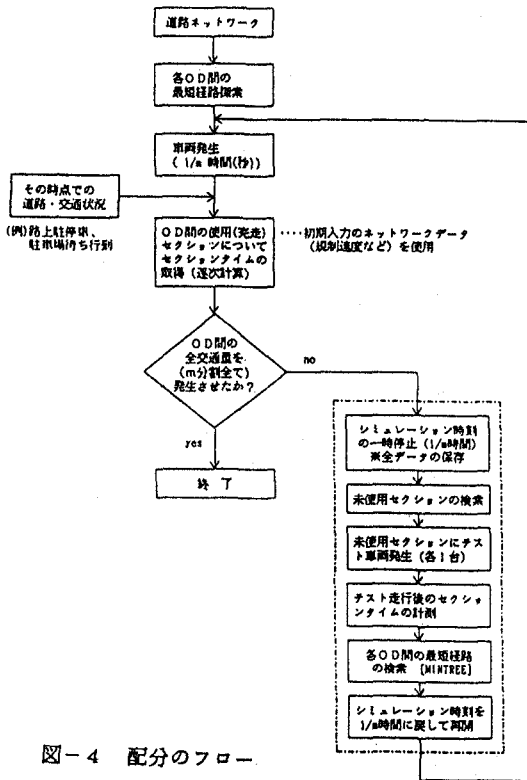 道路ネットワーク
各OD間の
最短経路探索
車両発生
( 1/m 時間(秒))
その時点での
道路・交通状況
(例)路上駐停車、
駐車場待ち行列
OD間の使用(完走)
セクションについて
セクションタイムの
取得(逐次計算)
‥‥初期入力のネットワークデータ
(規制速度など)を使用
OD間の
全交通量を
(m分割全て)
発生させたか?
no
yes
終 了
シミュレーション時刻
の一時停止(1/m時間)
※全データの保存
未使用セクションの検索
未使用セクションにテス
ト車両発生(各1台)
テスト走行後のセクショ
ンタイムの計測
各OD間の最短経路
の検索 [MINTREE]
シミュレーション時刻を
1/m時間に戻して再開
図-4 配分のフロー